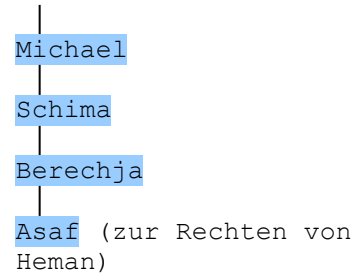 Michael
Schima
Berechja
Asaf (zur Rechten von
Heman)